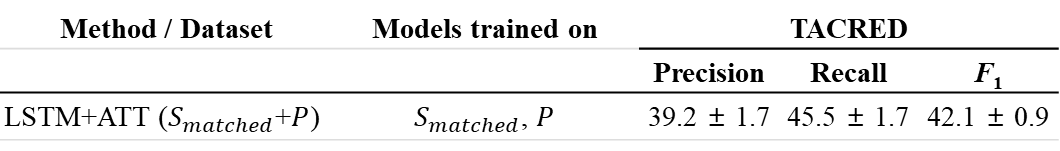 Method / Dataset Models trained on TACRED
Precision Recall F₁
LSTM+ATT (Sₘₐₜcₕₑd+P) Sₘₐₜcₕₑd, P 39.2 ± 1.7 45.5 ± 1.7 42.1 ± 0.9